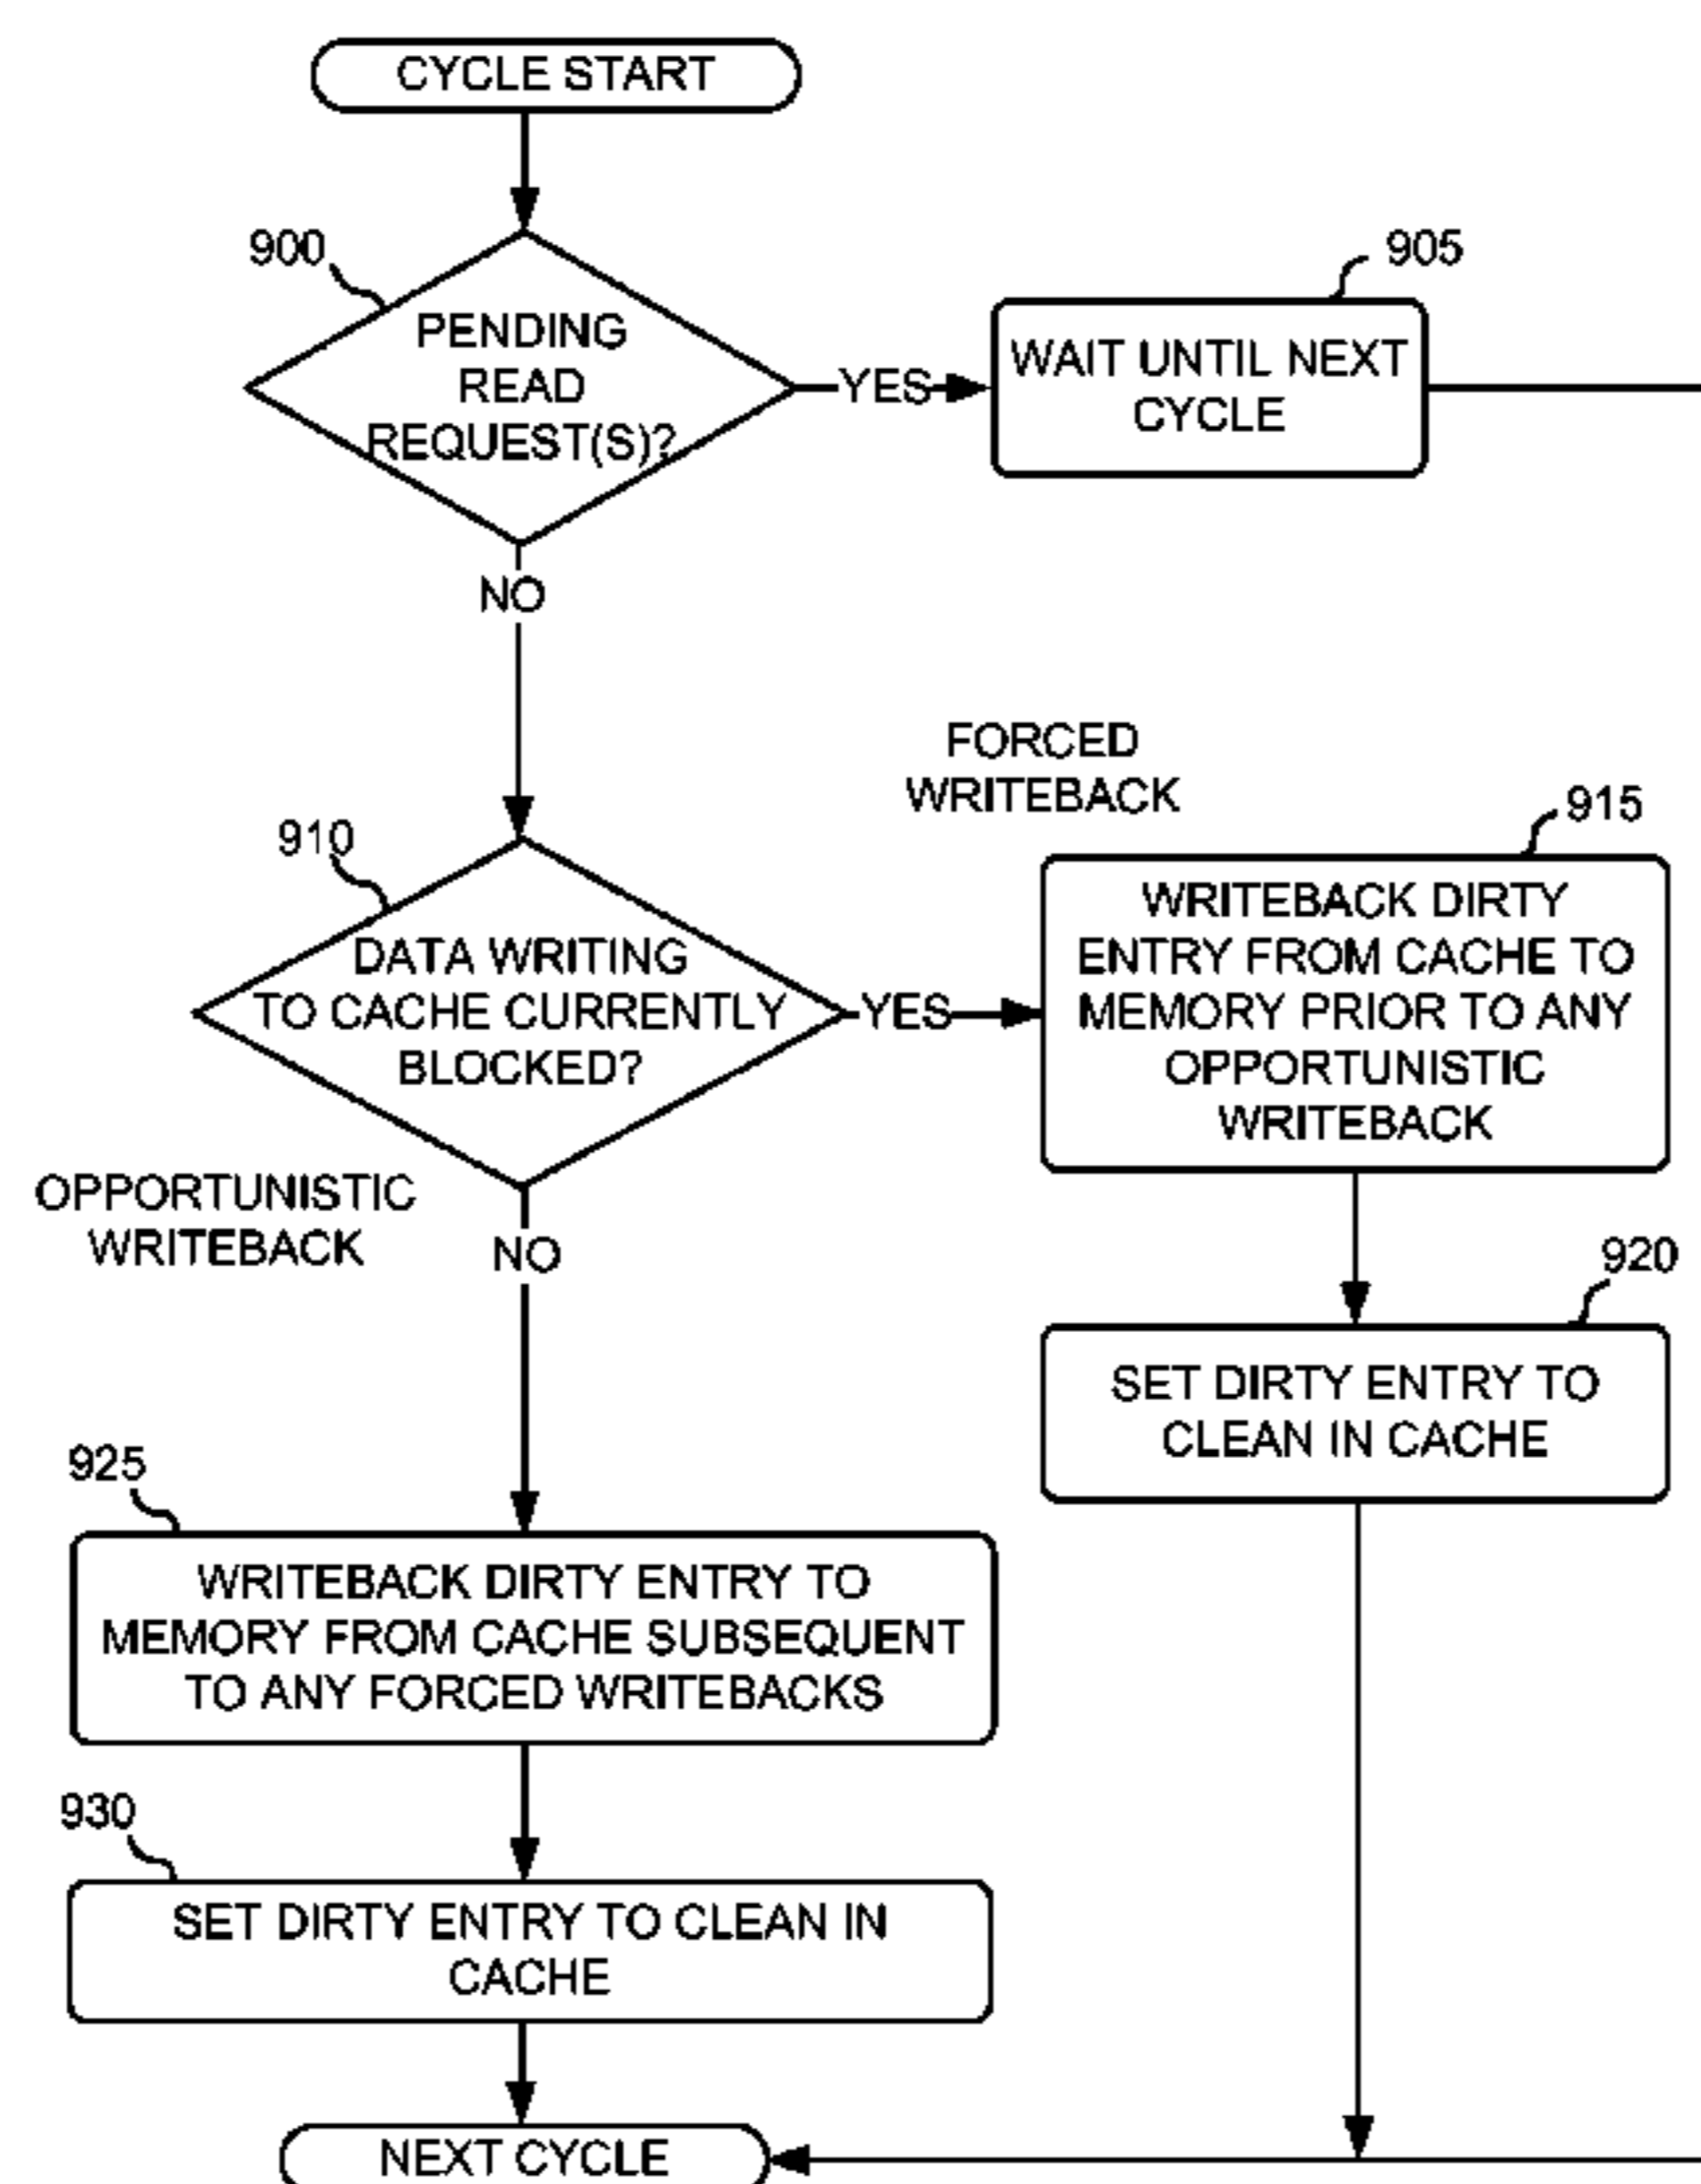 CYCLE START
900
PENDING
READ
REQUEST(S)?
YES
905
WAIT UNTIL NEXT
CYCLE
NO
910
DATA WRITING
TO CACHE CURRENTLY
BLOCKED?
YES
FORCED
WRITEBACK
915
WRITEBACK DIRTY
ENTRY FROM CACHE TO
MEMORY PRIOR TO ANY
OPPORTUNISTIC
WRITEBACK
920
SET DIRTY ENTRY TO
CLEAN IN CACHE
OPPORTUNISTIC
WRITEBACK
NO
925
WRITEBACK DIRTY ENTRY TO
MEMORY FROM CACHE SUBSEQUENT
TO ANY FORCED WRITEBACKS
930
SET DIRTY ENTRY TO CLEAN IN
CACHE
NEXT CYCLE